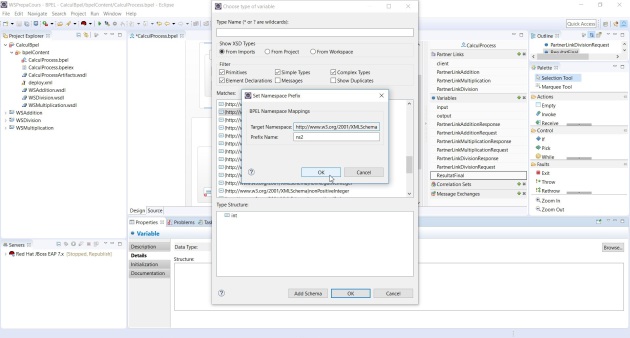 WSPrepaCours - BPEL - CalculBpel/bpelContent/CalculProcess.bpel - Eclipse
File Edit Navigate Search Project Run Window Help
Quick Access
Project Explorer
CalculBpel
bpelContent
CalculProcess.bpel
CalculProcess.bpelex
CalculProcessArtifacts.wsdl
deploy.xml
WSAddition.wsdl
WSDivision.wsdl
WSMultiplication.wsdl
WSAddition
WSDivision
WSMultiplication
Servers
Red Hat JBoss EAP 7.x [Stopped, Republish]
*CalculProcess.bpel
Design Source
Choose type of variable
Type Name (* or ? are wildcards):
Show XSD Types
From Imports From Project From Workspace
Filter
Primitives Simple Types Complex Types
Element Declarations Messages Show Duplicates
Matches:
Set Namespace Prefix
BPEL Namespace Mappings
Target Namespace: http://www.w3.org/2001/XMLSchema
Prefix Name: ns2
OK Cancel
Type Structure:
int
Add Schema OK Cancel
CalculProcess
Partner Links
client
PartnerLinkAddition
PartnerLinkMultiplication
PartnerLinkDivision
Variables
input
output
PartnerLinkAdditionRequest
PartnerLinkMultiplicationRequest
PartnerLinkDivisionResponse
PartnerLinkDivisionRequest
PartnerLinkMultiplicationResponse
PartnerLinkAdditionResponse
ResultatFinal
Correlation Sets
Message Exchanges
Outline
PartnerLinkDivisionRequest
Palette
Selection Tool
Marquee Tool
Actions
Empty
Invoke
Receive
Control
If
Pick
While
Faults
Exit
Throw
Rethrow
Zoom In
Zoom Out
Properties Problems
Variable
Description
Details
Initialization
Documentation
Data Type:
Structure:
Browse...